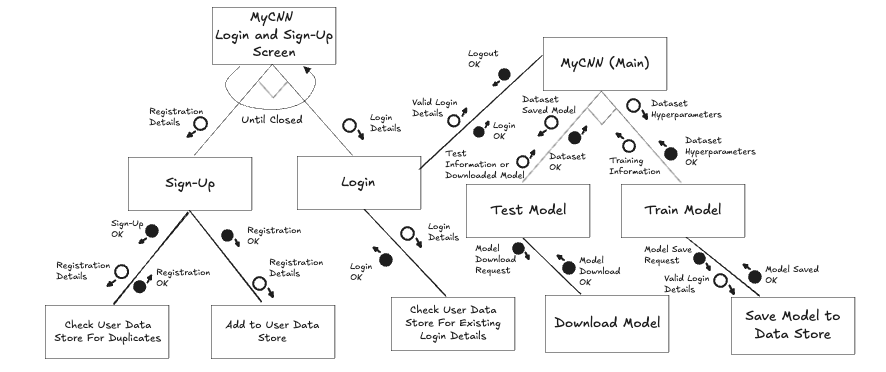 MyCNN
Login and Sign-Up
Screen
Until Closed
Registration
Details
Login
Details
Logout
OK
Valid Login
Details
Login
OK
MyCNN (Main)
Dataset
Saved Model
Dataset
Hyperparameters
Test
Information or
Downloaded Model
Dataset
OK
Training
Information
Dataset
Hyperparameters
OK
Sign-Up
Login
Test Model
Train Model
Sign-Up
OK
Registration
OK
Registration
Details
Registration
OK
Registration
Details
Login
OK
Login
Details
Model
Download
Request
Model
Download
OK
Model Save
Request
Valid Login
Details
Model Saved
OK
Check User Data
Store For Duplicates
Add to User Data
Store
Check User Data
Store For Existing
Login Details
Download Model
Save Model to
Data Store